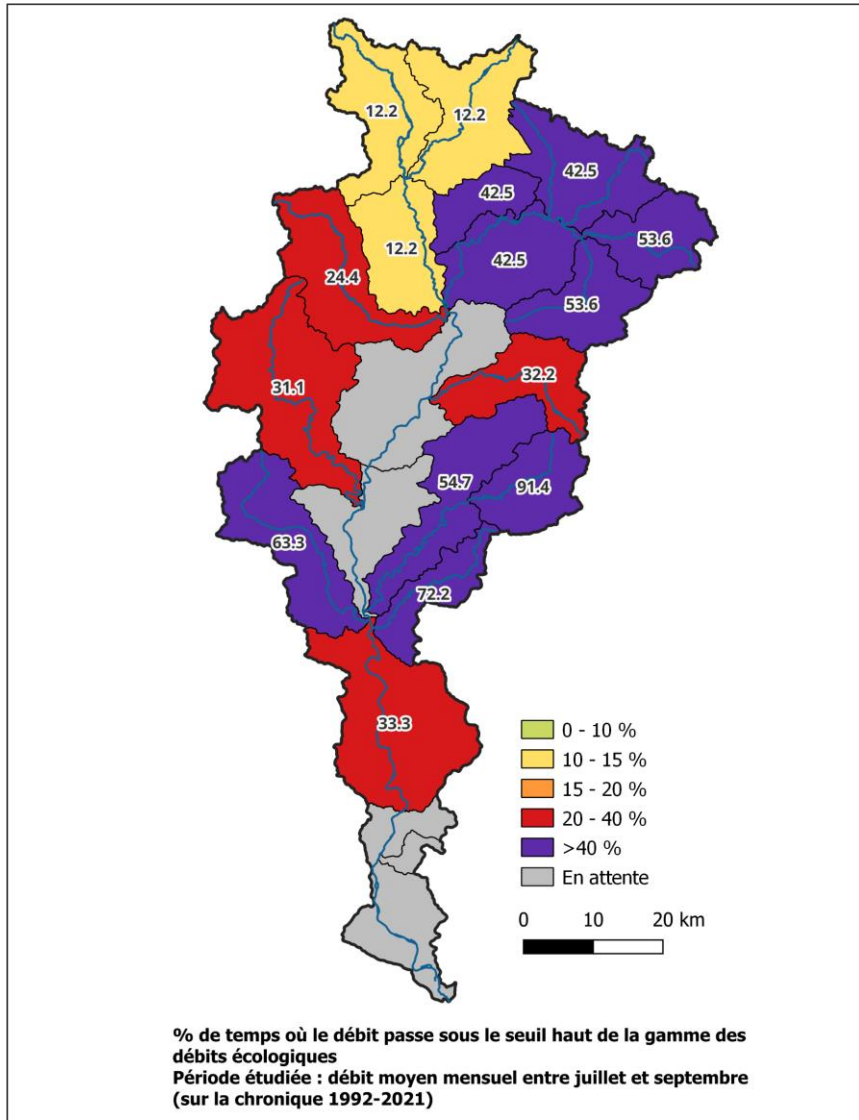 12.2
12.2
42.5
42.5
53.6
12.2
42.5
24.4
53.6
32.2
31.1
54.7
91.4
63.3
72.2
33.3
0 - 10 %
10 - 15 %
15 - 20 %
20 - 40 %
>40 %
En attente
0 10 20 km
% de temps où le débit passe sous le seuil haut de la gamme des
débits écologiques
Période étudiée : débit moyen mensuel entre juillet et septembre
(sur la chronique 1992-2021)